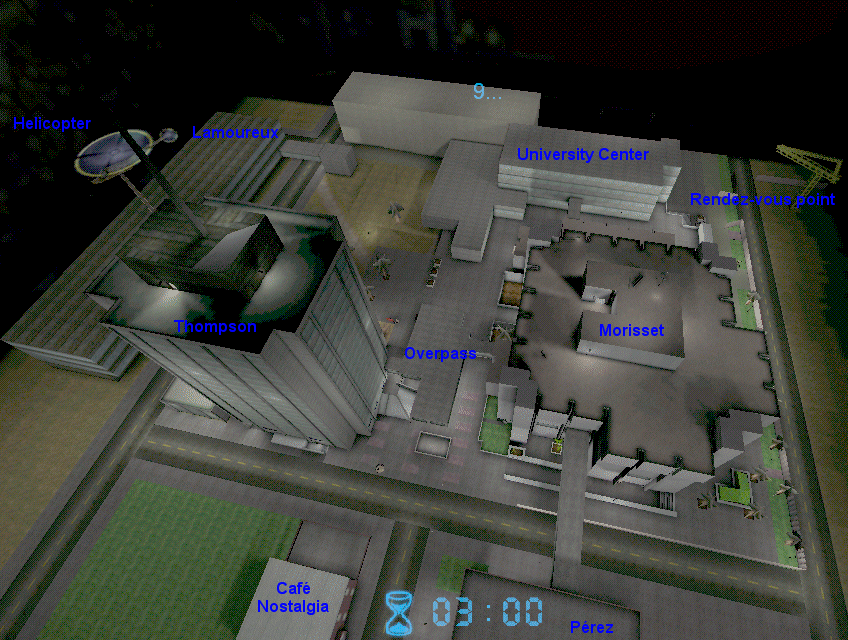 9...
Helicopter
Lamoureux
University Center
Rendez-vous point
Thompson
Morisset
Overpass
Café
Nostalgia
03:00
Pérez